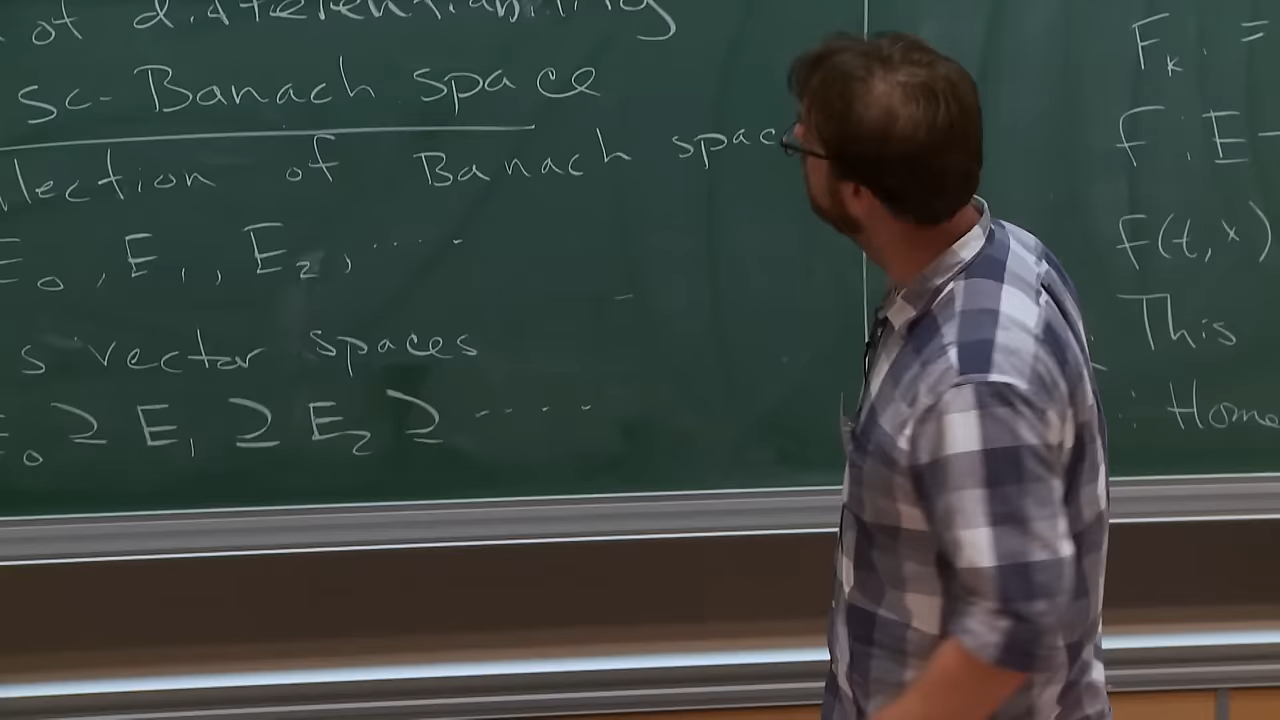 of differentiability
sc-Banach space
llection of Banach space
E₀, E₁, E₂, .....
s vector spaces
E₀ ⊇ E₁ ⊇ E₂ ⊇ ....
Fₖ. =
f : E -
f(t,x)
This
: Home